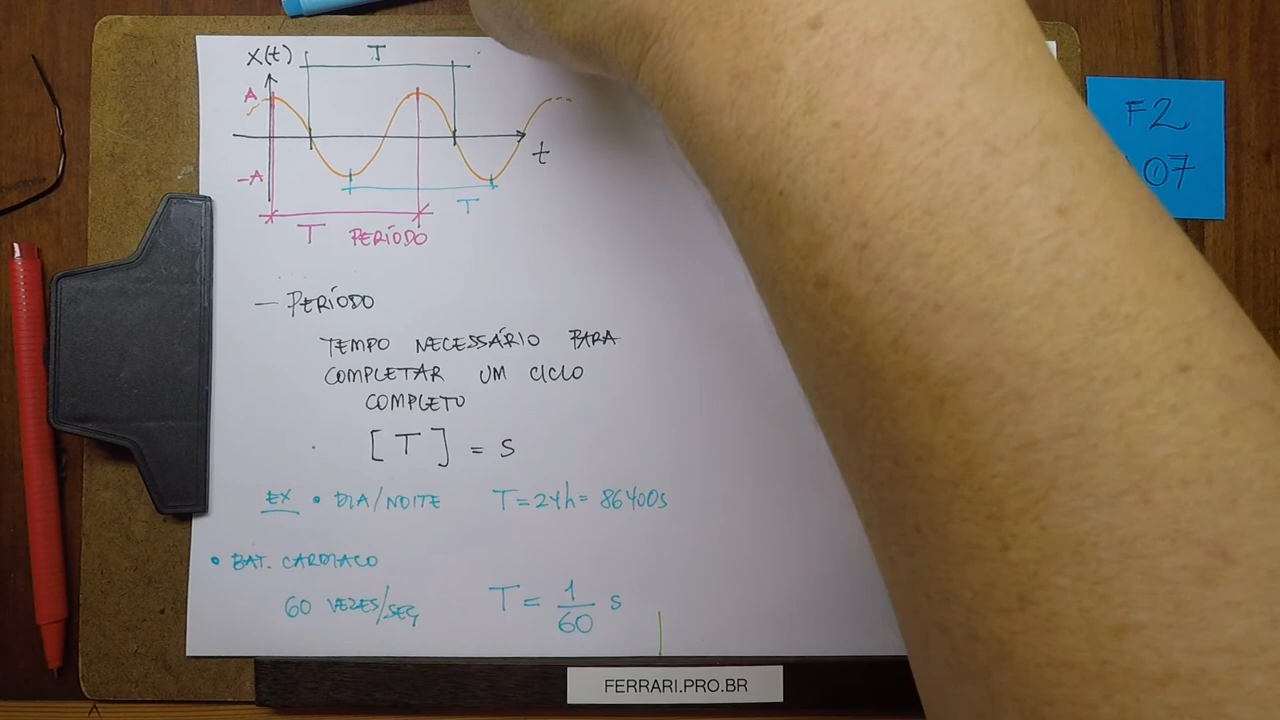 X(t)
T
A
t
-A
T
T PERÍODO
— PERÍODO
TEMPO NECESSÁRIO PARA
COMPLETAR UM CICLO
COMPLETO
[T] = s
EX • DIA/NOITE T=24h= 86400s
• BAT. CARDÍACO
60 VEZES/SEG T= 1/60 s
FERRARI.PRO.BR
F2
07